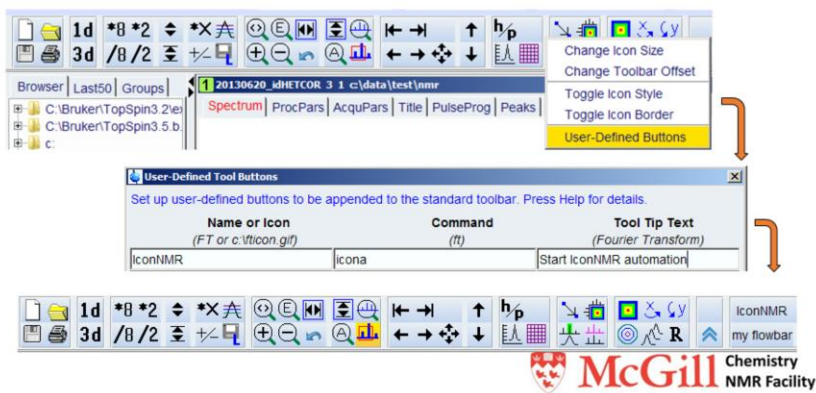 1d *8 *2 *X E h/p
3d /8 /2 +/- A
Change Icon Size
Change Toolbar Offset
Toggle Icon Style
Toggle Icon Border
User-Defined Buttons
Browser Last50 Groups
1 20130620_idHETCOR 3 1 c:\data\test\nmr
C:\Bruker\TopSpin3.2\ex
Spectrum ProcPars AcquPars Title PulseProg Peaks
C:\Bruker\TopSpin3.5.b.
c:
User-Defined Tool Buttons
Set up user-defined buttons to be appended to the standard toolbar. Press Help for details.
Name or Icon Command Tool Tip Text
(FT or c:\fticon.gif) (ft) (Fourier Transform)
IconNMR icona Start IconNMR automation
1d *8 *2 *X E h/p IconNMR
3d /8 /2 +/- A R my flowbar
McGill Chemistry
NMR Facility